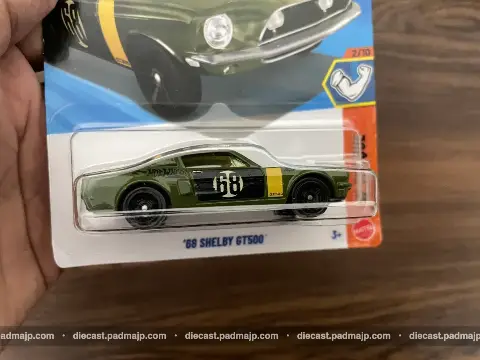 2/10
68
'68 SHELBY GT500
3+
MATTEL
diecast.padmajp.com · diecast.padmajp.com · diecast.padmajp.com · diecast.padmajp.com